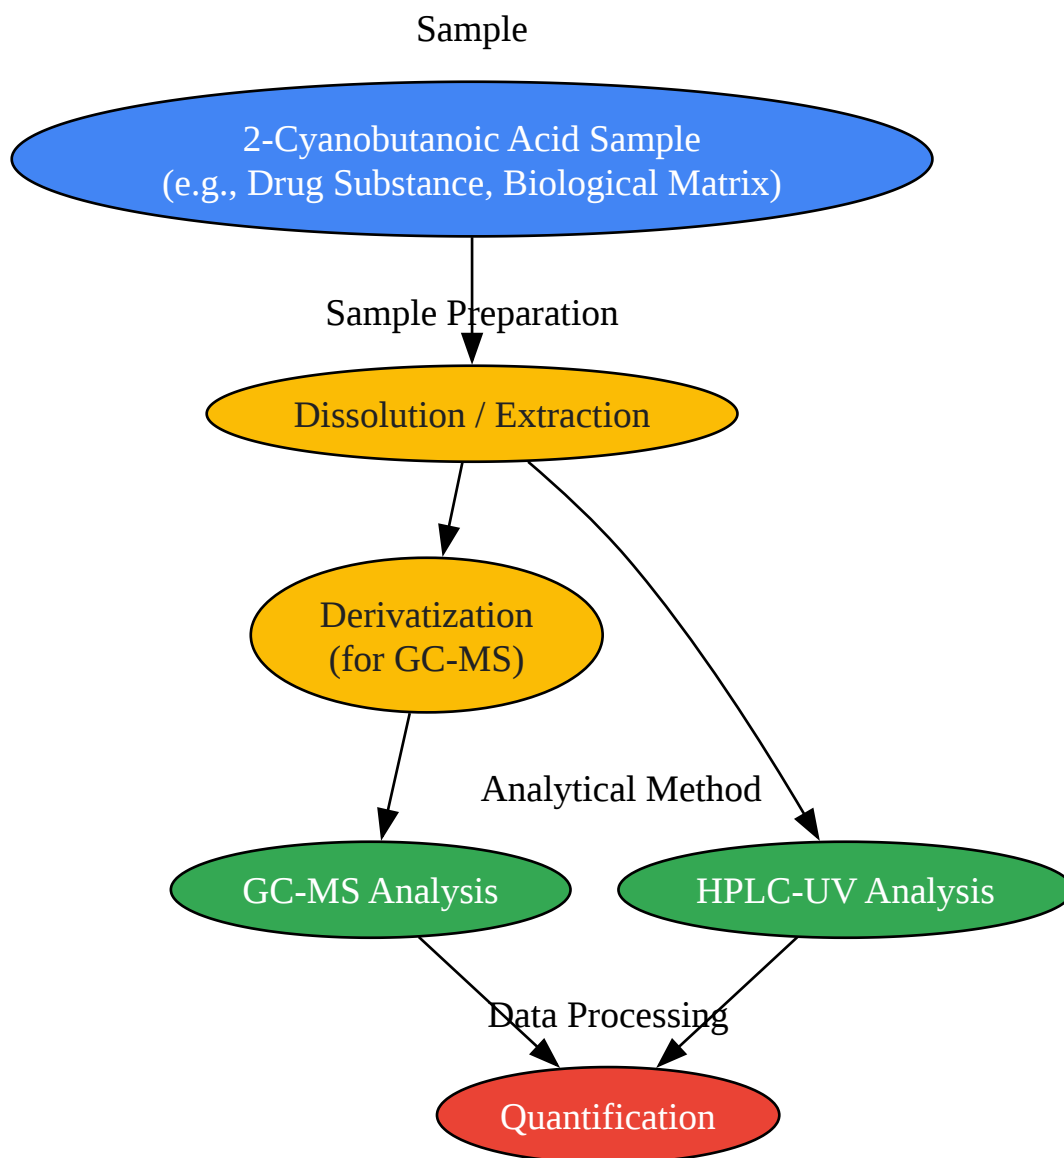 Sample
2-Cyanobutanoic Acid Sample
(e.g., Drug Substance, Biological Matrix)
Sample Preparation
Dissolution / Extraction
Derivatization
(for GC-MS)
Analytical Method
GC-MS Analysis
HPLC-UV Analysis
Data Processing
Quantification